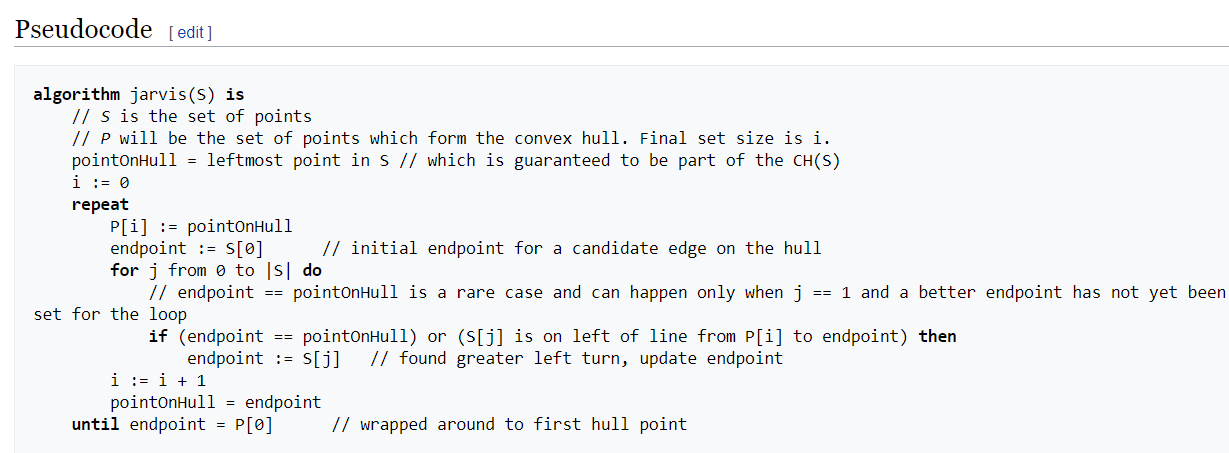 Pseudocode [ edit ]
algorithm jarvis(S) is
// S is the set of points
// P will be the set of points which form the convex hull. Final set size is i.
pointOnHull = leftmost point in S // which is guaranteed to be part of the CH(S)
i := 0
repeat
P[i] := pointOnHull
endpoint := S[0] // initial endpoint for a candidate edge on the hull
for j from 0 to |S| do
// endpoint == pointOnHull is a rare case and can happen only when j == 1 and a better endpoint has not yet been
set for the loop
if (endpoint == pointOnHull) or (S[j] is on left of line from P[i] to endpoint) then
endpoint := S[j] // found greater left turn, update endpoint
i := i + 1
pointOnHull = endpoint
until endpoint = P[0] // wrapped around to first hull point